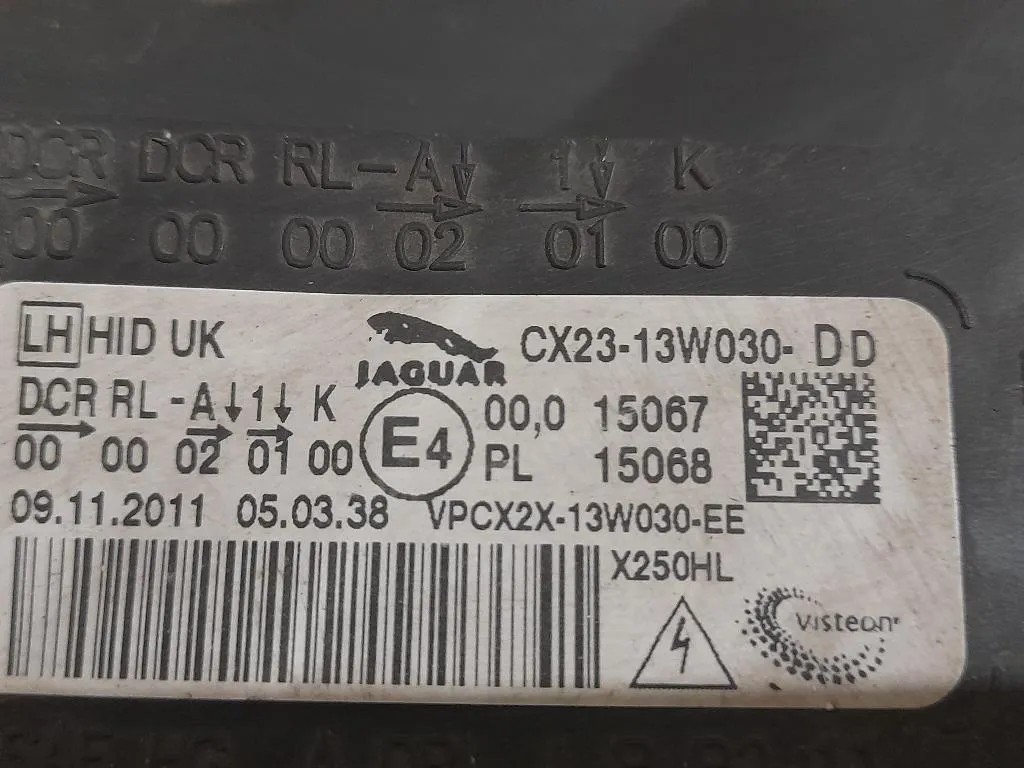 DCR DCR RL-A↓ 1↓ K
→ → →
00 00 00 02 01 00
LH HID UK
JAGUAR
CX23-13W030- DD
DCR RL -A↓1↓ K
→ → →
00 00 02 01 00
E4
00,0 15067
PL 15068
09.11.2011 05.03.38 VPCX2X-13W030-EE
X250HL
Visteon